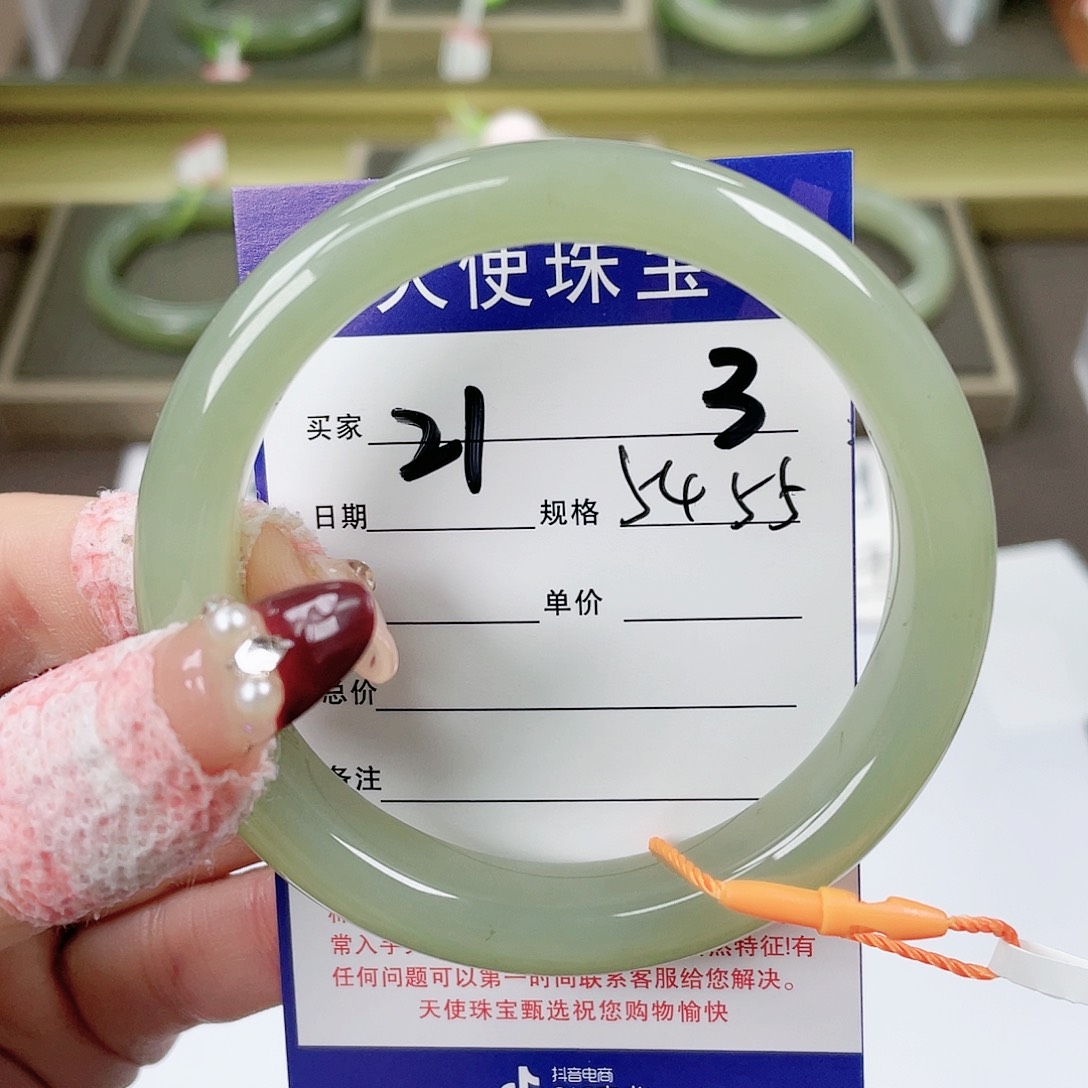 天使珠宝
买家 21 3
日期 规格 54 55
单价
总价
备注
常入手 然特征!有
任何问题可以第一时间联系客服给您解决。
天使珠宝甄选祝您购物愉快
抖音电商